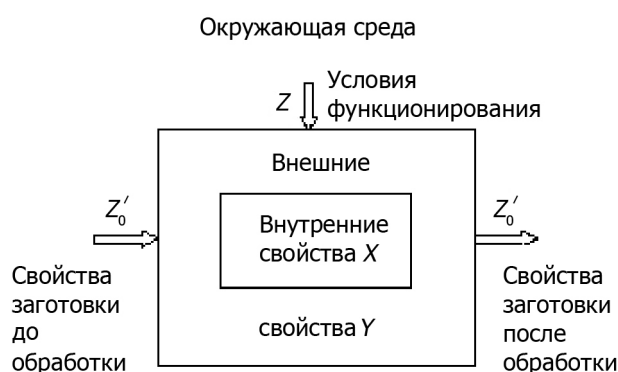 Окружающая среда
Условия
Z функционирования
Внешние
Z₀′
Внутренние
свойства X
Z₀′
Свойства
заготовки
до
обработки
свойства Y
Свойства
заготовки
после
обработки